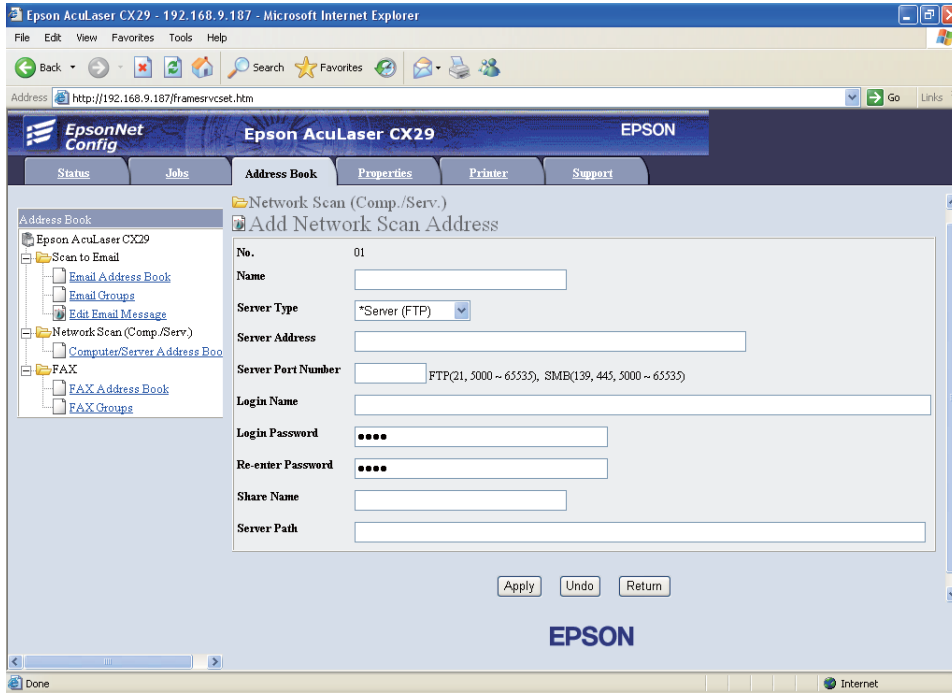 Epson AcuLaser CX29 - 192.168.9.187 - Microsoft Internet Explorer
File Edit View Favorites Tools Help
Back Search Favorites
Address http://192.168.9.187/framesrvcset.htm Go Links
EpsonNet
Config
Epson AcuLaser CX29
EPSON
Status Jobs Address Book Properties Printer Support
Address Book
Epson AcuLaser CX29
Scan to Email
Email Address Book
Email Groups
Edit Email Message
Network Scan (Comp./Serv.)
Computer/Server Address Boo
FAX
FAX Address Book
FAX Groups
Network Scan (Comp./Serv.)
Add Network Scan Address
No. 01
Name
Server Type *Server (FTP)
Server Address
Server Port Number FTP(21, 5000 ~ 65535), SMB(139, 445, 5000 ~ 65535)
Login Name
Login Password ••••
Re-enter Password ••••
Share Name
Server Path
Apply Undo Return
EPSON
Done Internet